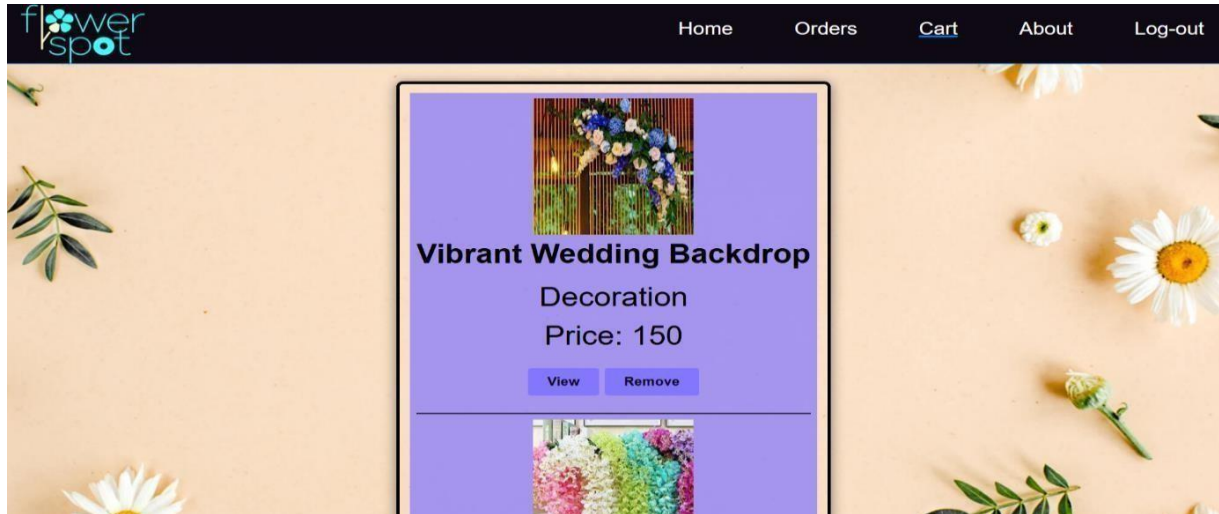 flower
spot
Home Orders Cart About Log-out
Vibrant Wedding Backdrop
Decoration
Price: 150
View Remove